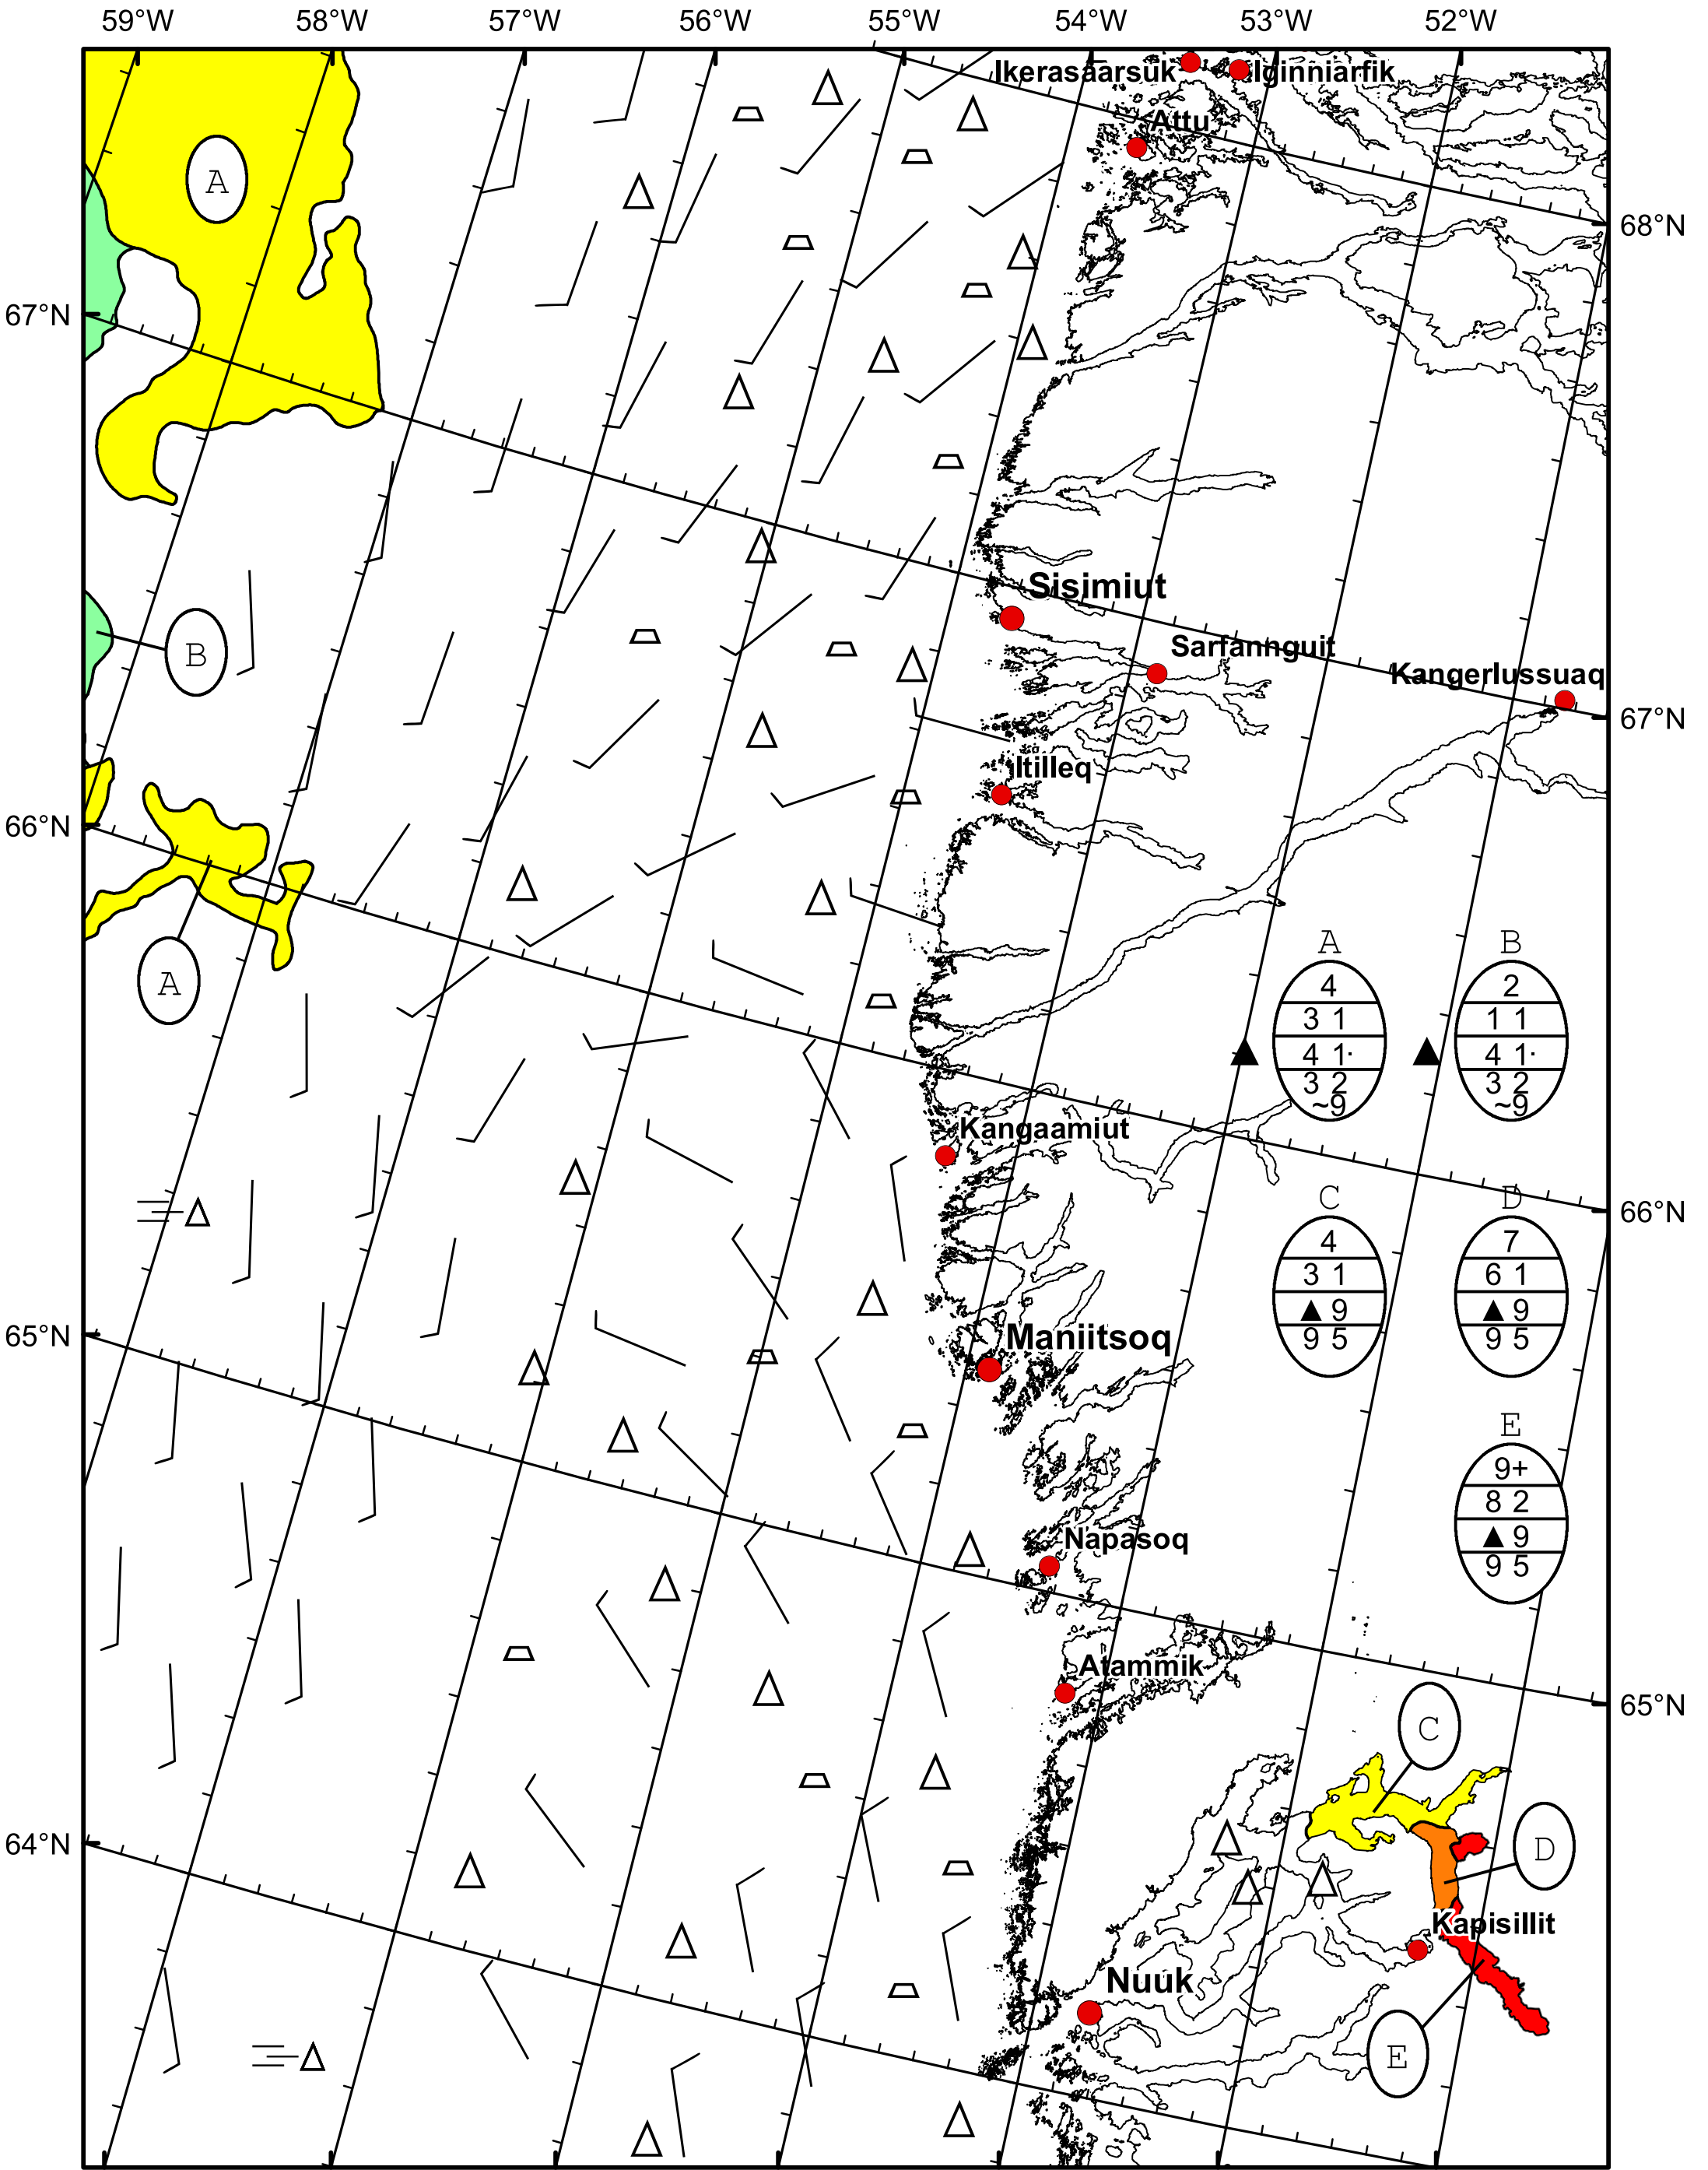 59°W 58°W 57°W 56°W 55°W 54°W 53°W 52°W
Ikerasaarsuk Iginniarfik
Attu
A
68°N
67°N
Sisimiut
Sarfannguit
B
Kangerlussuaq
67°N
Itilleq
66°N
A
A B
4 2
3 1 1 1
4 1· 4 1·
3 2 3 2
~9 ~9
Kangaamiut
C D
66°N
4 7
3 1 6 1
▲ 9 ▲ 9
9 5 9 5
65°N
Maniitsoq
E
9+
8 2
▲ 9
9 5
Napasoq
Atammik
65°N
C
64°N
D
Kapisillit
Nuuk
E